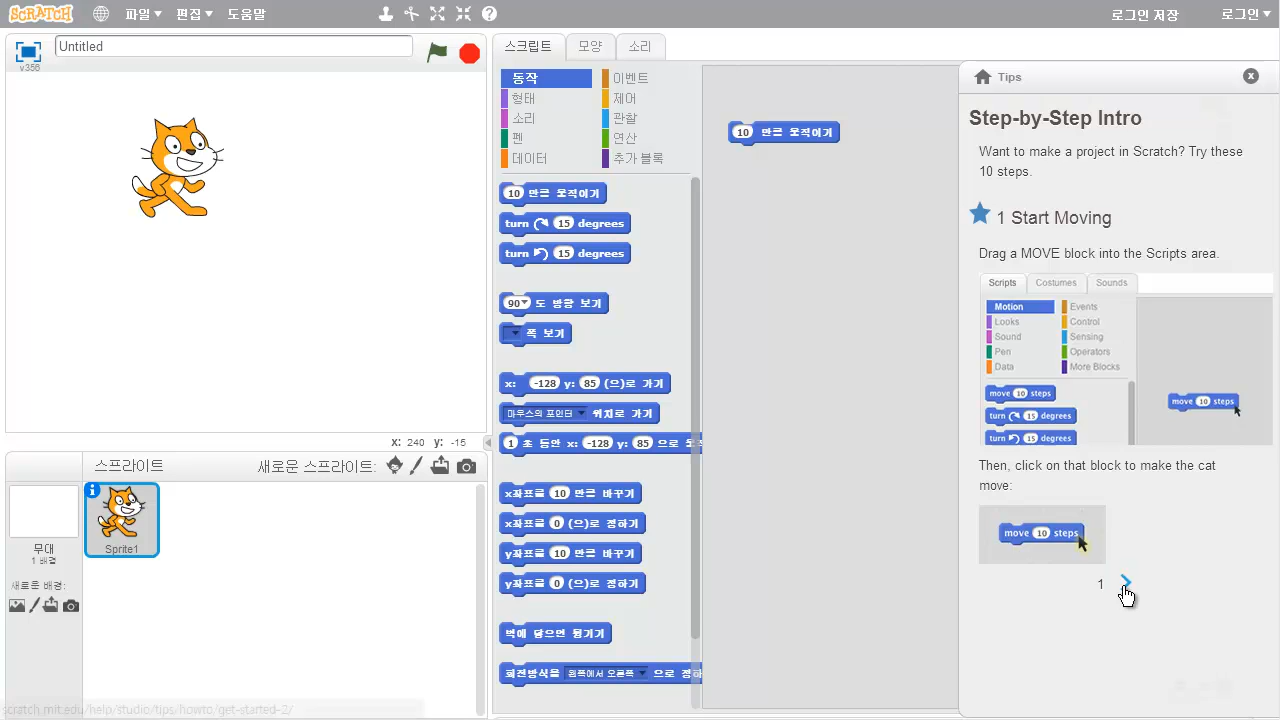 SCRATCH 파일▼ 편집▼ 도움말 로그인 저장 로그인▼
Untitled
v356
x: 240 y: -15
스프라이트 새로운 스프라이트:
Sprite1
무대
1 배경
새로운 배경:
scratch.mit.edu/help/studio/tips/howto/get-started-2/
스크립트 모양 소리
동작 이벤트
형태 제어
소리 관찰
펜 연산
데이터 추가 블록
10 만큼 움직이기
turn 15 degrees
turn 15 degrees
90▼ 도 방향 보기
▼ 쪽 보기
x: -128 y: 85 (으)로 가기
마우스의 포인터 ▼ 위치로 가기
1 초 동안 x: -128 y: 85 으로 움직
x좌표를 10 만큼 바꾸기
x좌표를 0 (으)로 정하기
y좌표를 10 만큼 바꾸기
y좌표를 0 (으)로 정하기
벽에 닿으면 튕기기
회전방식을 왼쪽에서 오른쪽 ▼ 으로 정하
10 만큼 움직이기
Tips
Step-by-Step Intro
Want to make a project in Scratch? Try these
10 steps.
1 Start Moving
Drag a MOVE block into the Scripts area.
Scripts Costumes Sounds
Motion Events
Looks Control
Sound Sensing
Pen Operators
Data More Blocks
move 10 steps
turn 15 degrees
turn 15 degrees
move 10 steps
Then, click on that block to make the cat
move:
move 10 steps
1